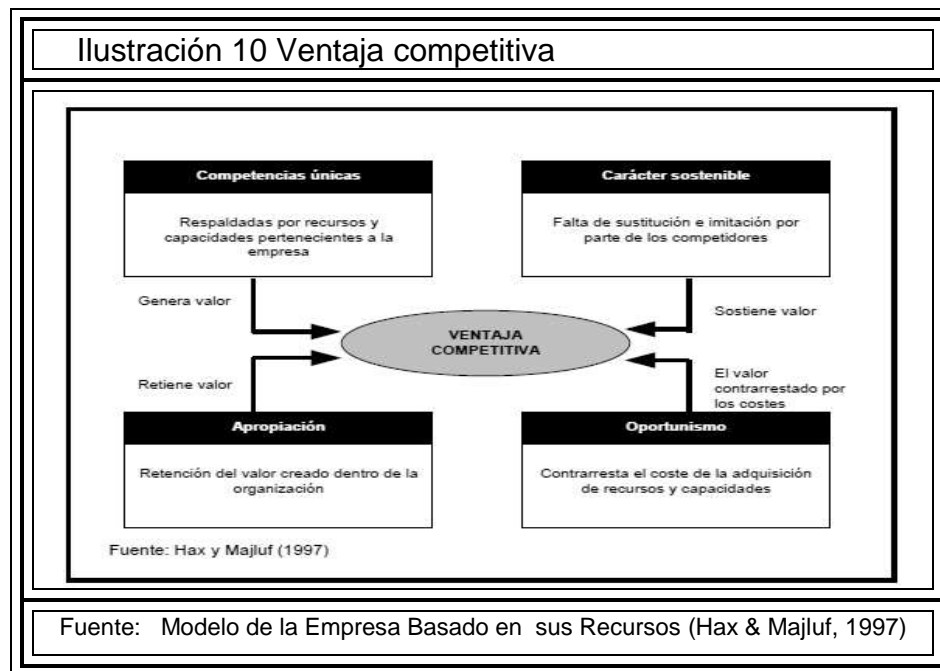 Ilustración 10 Ventaja competitiva
Competencias únicas
Respaldadas por recursos y
capacidades pertenecientes a la
empresa
Carácter sostenible
Falta de sustitución e imitación por
parte de los competidores
Genera valor
Sostiene valor
VENTAJA
COMPETITIVA
Retiene valor
El valor
contrarrestado por
los costes
Apropiación
Retención del valor creado dentro de la
organización
Oportunismo
Contrarresta el coste de la adquisición
de recursos y capacidades
Fuente: Hax y Majluf (1997)
Fuente: Modelo de la Empresa Basado en sus Recursos (Hax & Majluf, 1997)